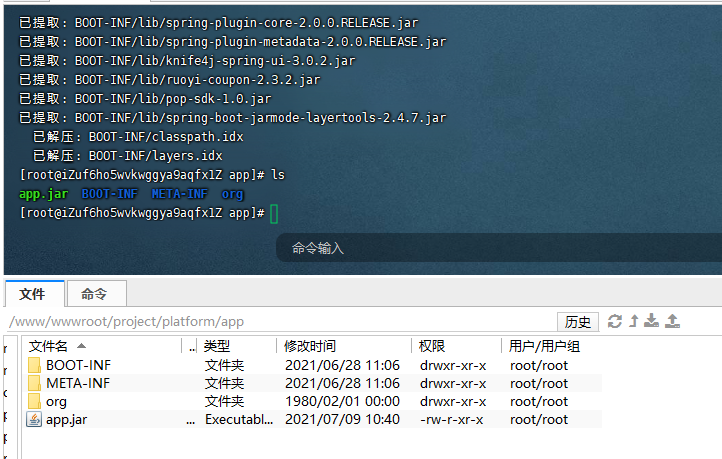 已提取: BOOT-INF/lib/spring-plugin-core-2.0.0.RELEASE.jar
已提取: BOOT-INF/lib/spring-plugin-metadata-2.0.0.RELEASE.jar
已提取: BOOT-INF/lib/knife4j-spring-ui-3.0.2.jar
已提取: BOOT-INF/lib/ruoyi-coupon-2.3.2.jar
已提取: BOOT-INF/lib/pop-sdk-1.0.jar
已提取: BOOT-INF/lib/spring-boot-jarmode-layertools-2.4.7.jar
已解压: BOOT-INF/classpath.idx
已解压: BOOT-INF/layers.idx
[root@iZuf6ho5wvkwggya9aqfx1Z app]# ls
app.jar BOOT-INF META-INF org
[root@iZuf6ho5wvkwggya9aqfx1Z app]#
命令输入
文件 命令
/www/wwwroot/project/platform/app 历史
文件名 .. 类型 修改时间 权限 用户/用户组
BOOT-INF 文件夹 2021/06/28 11:06 drwxr-xr-x root/root
META-INF 文件夹 2021/06/28 11:06 drwxr-xr-x root/root
org 文件夹 1980/02/01 00:00 drwxr-xr-x root/root
app.jar ... Executabl... 2021/07/09 10:40 -rw-r-xr-x root/root